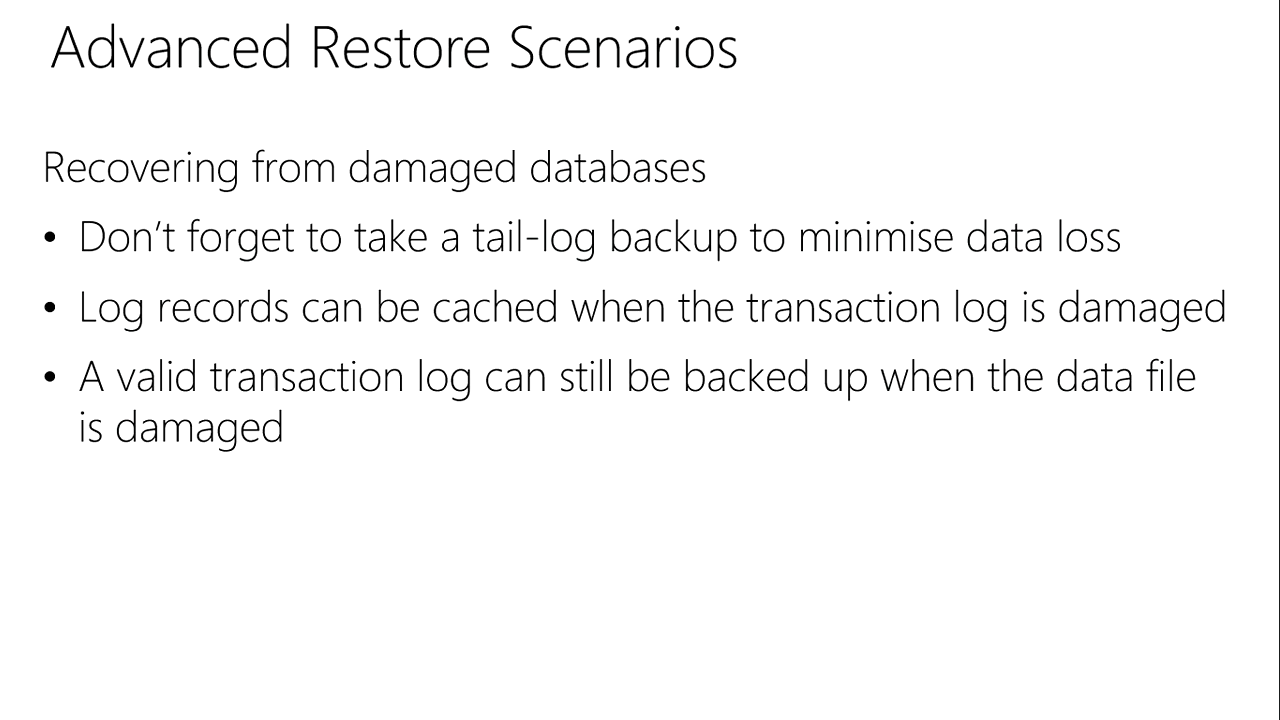 Advanced Restore Scenarios
Recovering from damaged databases
• Don’t forget to take a tail-log backup to minimise data loss
• Log records can be cached when the transaction log is damaged
• A valid transaction log can still be backed up when the data file
is damaged